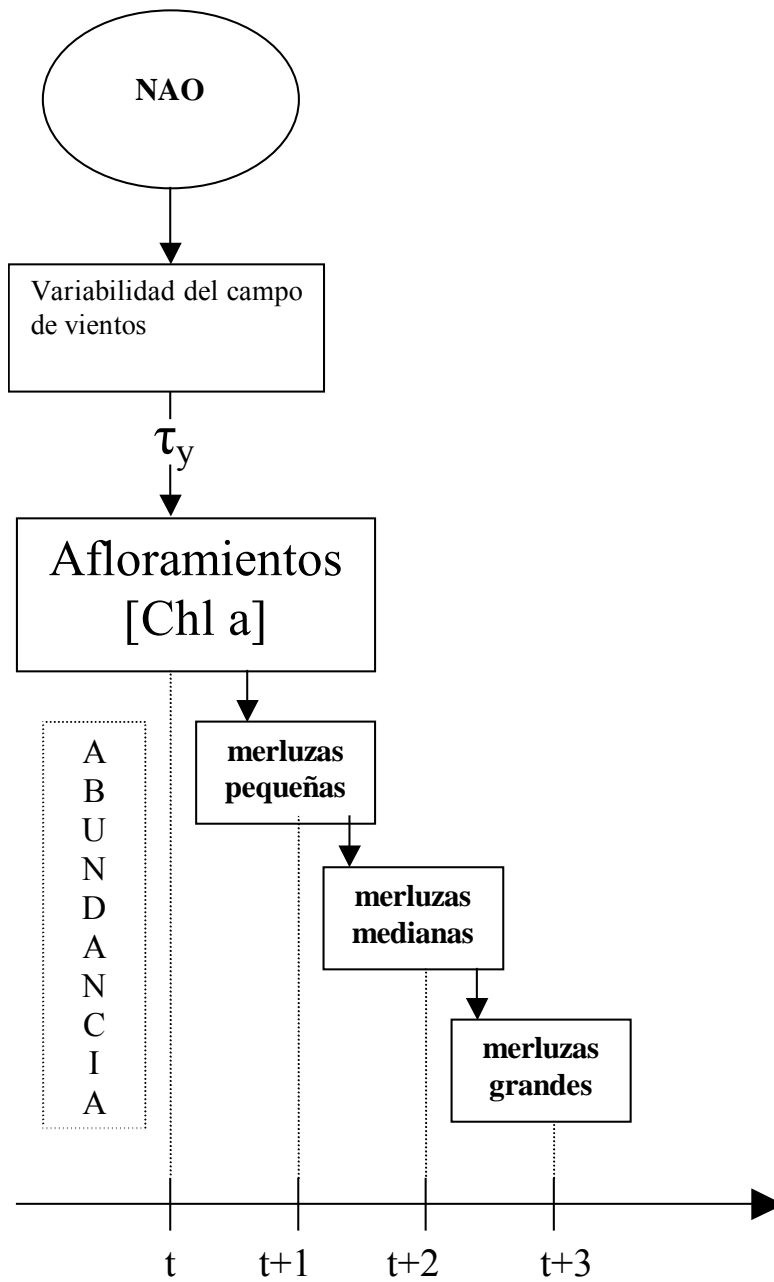 NAO
Variabilidad del campo
de vientos
τy
Afloramientos
[Chl a]
merluzas
pequeñas
A
B
U
N
D
A
N
C
I
A
merluzas
medianas
merluzas
grandes
t t+1 t+2 t+3